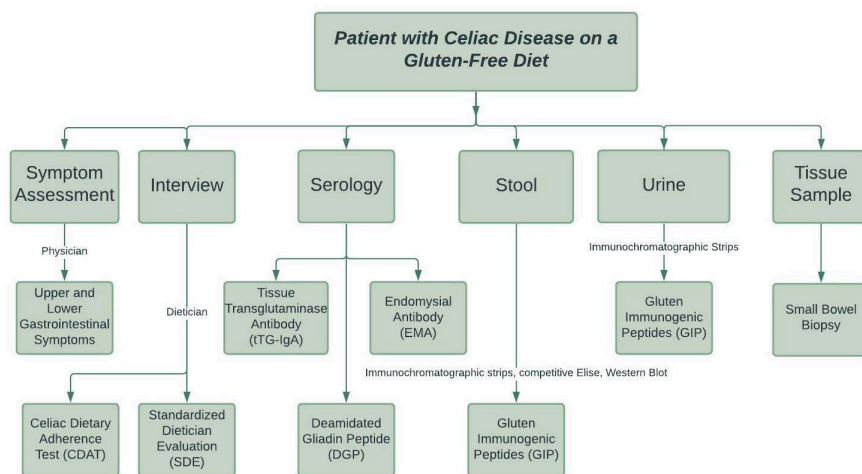 Patient with Celiac Disease on a
Gluten-Free Diet
Symptom
Assessment
Interview
Serology
Stool
Urine
Tissue
Sample
Physician
Immunochromatographic Strips
Upper and
Lower
Gastrointestinal
Symptoms
Dietician
Tissue
Transglutaminase
Antibody
(tTG-IgA)
Endomysial
Antibody
(EMA)
Gluten
Immunogenic
Peptides (GIP)
Small Bowel
Biopsy
Immunochromatographic strips, competitive Elise, Western Blot
Celiac Dietary
Adherence
Test (CDAT)
Standardized
Dietician
Evaluation
(SDE)
Deamidated
Gliadin Peptide
(DGP)
Gluten
Immunogenic
Peptides (GIP)